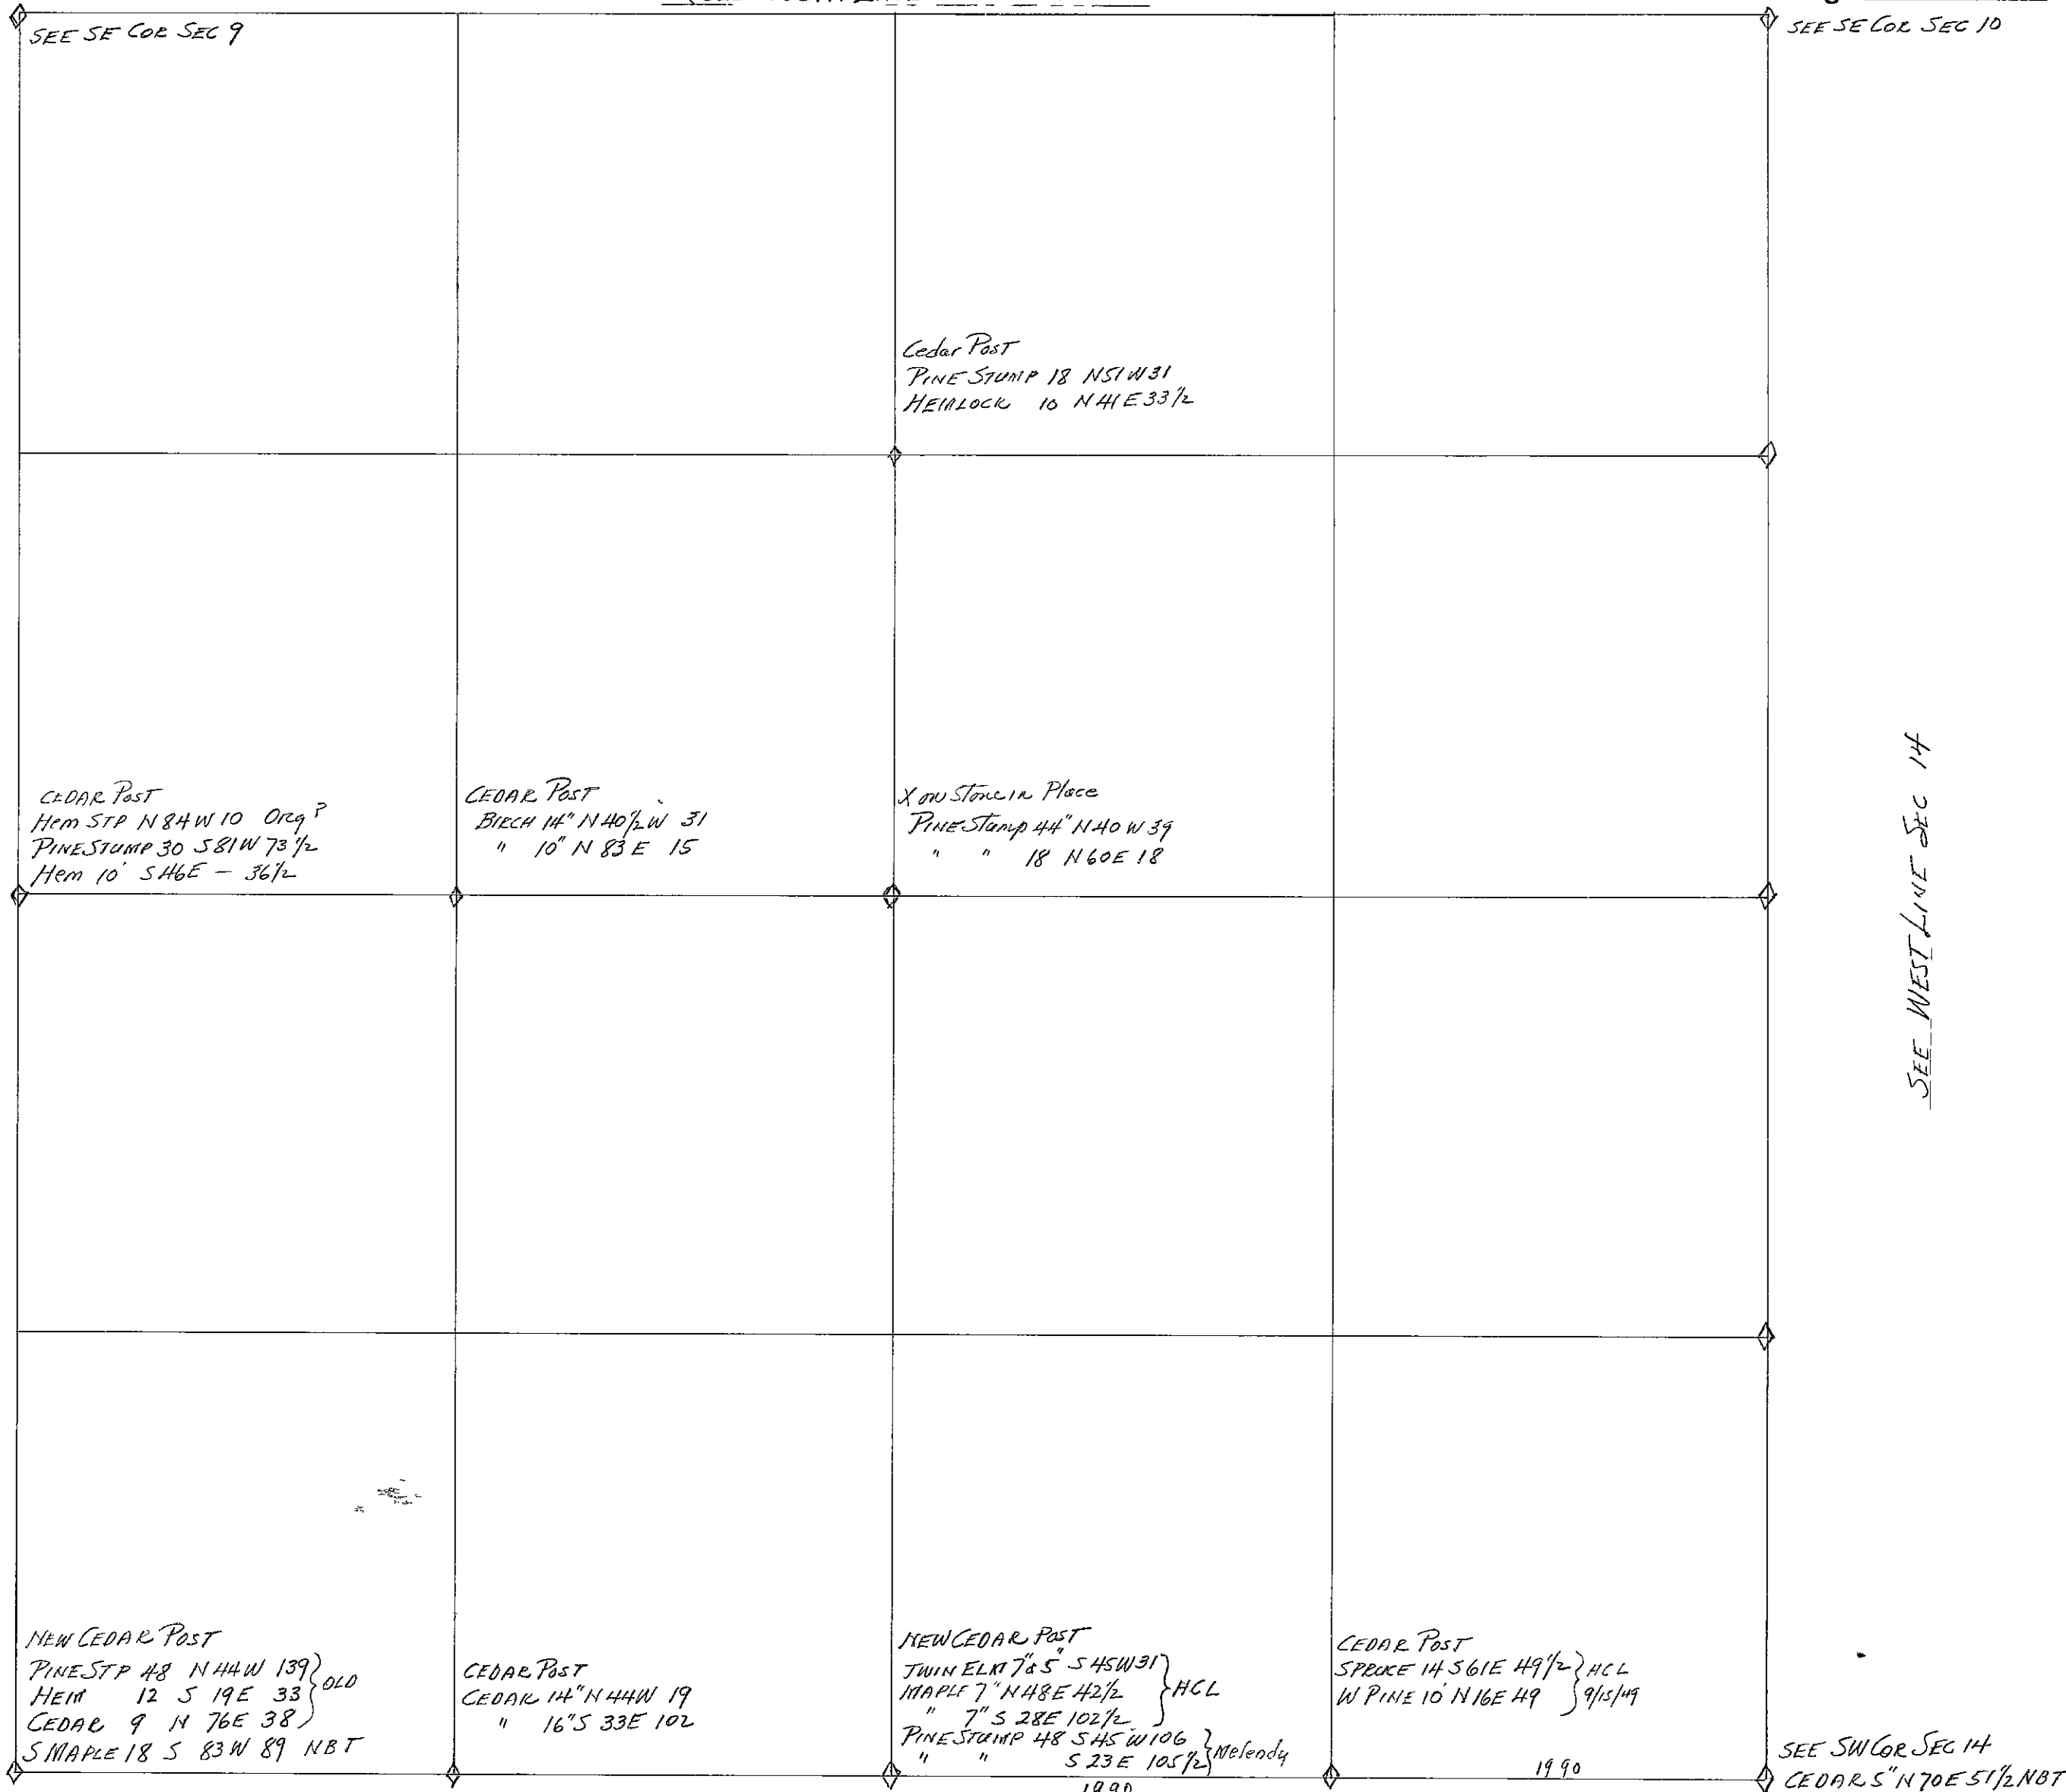 SEE SE COR SEC 9
SEE SE COR SEC 10
Cedar Post
PINE STUMP 18 N51W31
HEMLOCK 10 N41E33½
CEDAR POST
Hem STP N84W10 Org?
PINE STUMP 30 S81W 73½
Hem 10" S46E - 36½
CEDAR POST
BIRCH 14" N40½W 31
" 10" N 83 E 15
X on Stone in Place
PINE Stump 44" N40W39
" " 18 N60E 18
SEE WEST LINE SEC 14
NEW CEDAR POST
PINE STP 48 N44W 139 } OLD
HEM 12 S 19E 33
CEDAR 9 N 76E 38
S MAPLE 18 S 83W 89 NBT
CEDAR POST
CEDAR 14" N44W 19
" 16" S 33E 102
NEW CEDAR POST
TWIN ELM 7"&5" S45W31 } HCL
MAPLE 7" N48E 42½
" 7" S 28E 102½
PINE STUMP 48 S45W106 } Melendy
" " S 23E 105½
1990
CEDAR POST
SPRUCE 14 S61E 49½ } HCL
W PINE 10" N16E 49 } 9/15/49
1990
SEE SW COR SEC 14
CEDAR 5" N70E 51½ NBT